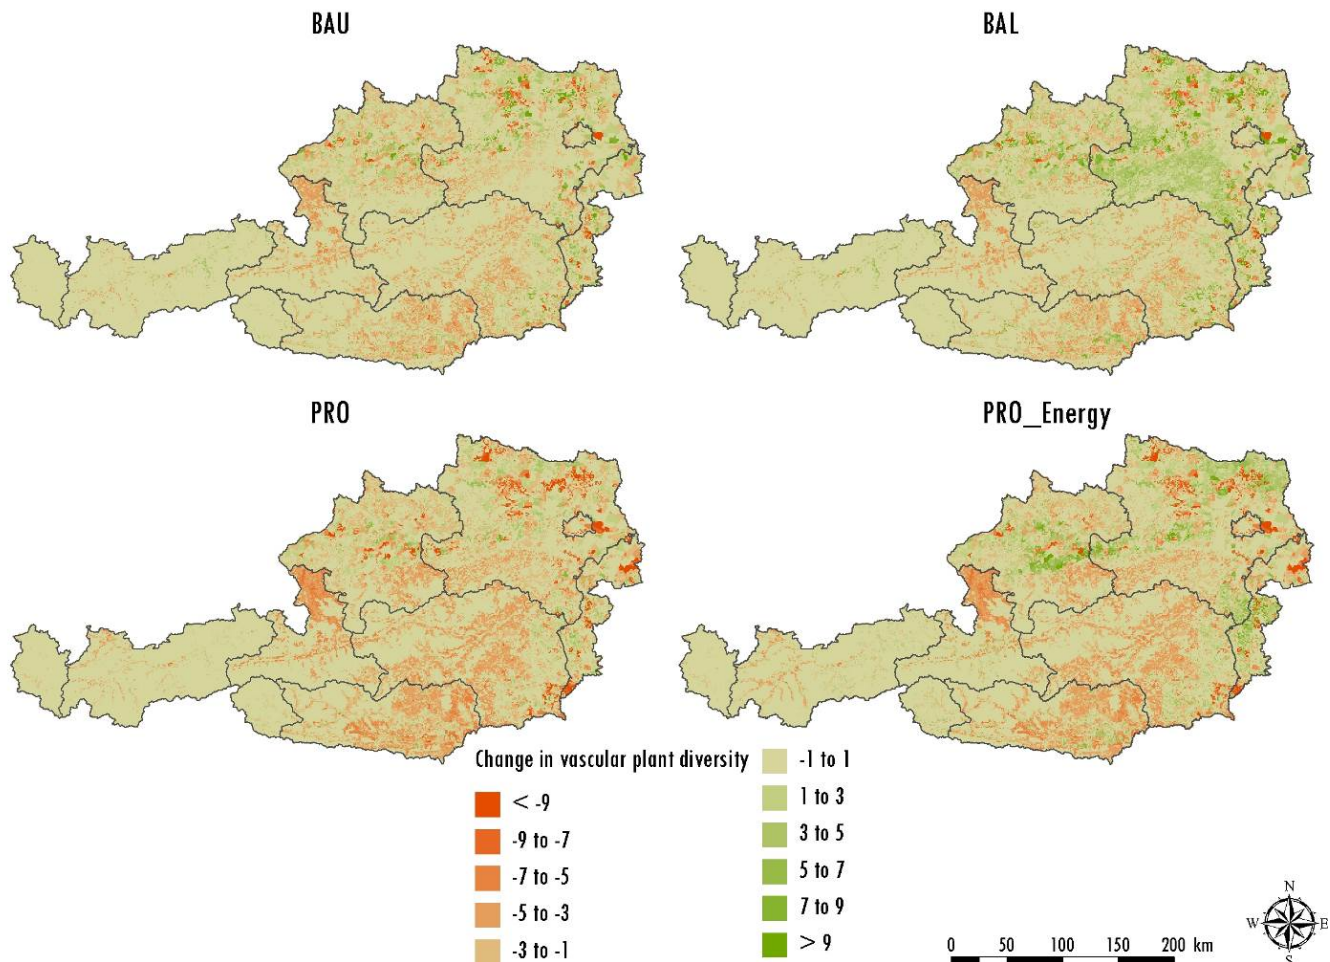 BAU
BAL
PRO
PRO_Energy
Change in vascular plant diversity
< -9
-9 to -7
-7 to -5
-5 to -3
-3 to -1
-1 to 1
1 to 3
3 to 5
5 to 7
7 to 9
> 9
0 50 100 150 200 km
N
W E
S